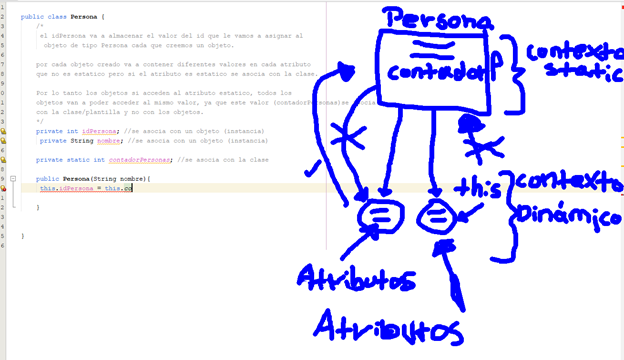 public class Persona {
/*
el idPersona va a almacenar el valor del id que le vamos a asignar al
objeto de tipo Persona cada que creemos un objeto.
por cada objeto creado va a contener diferentes valores en cada atributo
que no es estatico pero si el atributo es estatico se asocia con la clase.
Por lo tanto los objetos si acceden al atributo estatico, todos los
objetos van a poder acceder al mismo valor, ya que este valor (contadorPersonas)se
con la clase/plantilla y no con los objetos.
*/
private int idPersona; //se asocia con un objeto (instancia)
private String nombre; //se asocia con un objeto (instancia)
private static int contadorPersonas; //se asocia con la clase
public Persona(String nombre){
this.idPersona = this.co
}
}
Persona
contadorP
contexto
static
this
contexto
Dinámico
Atributos
Atributos